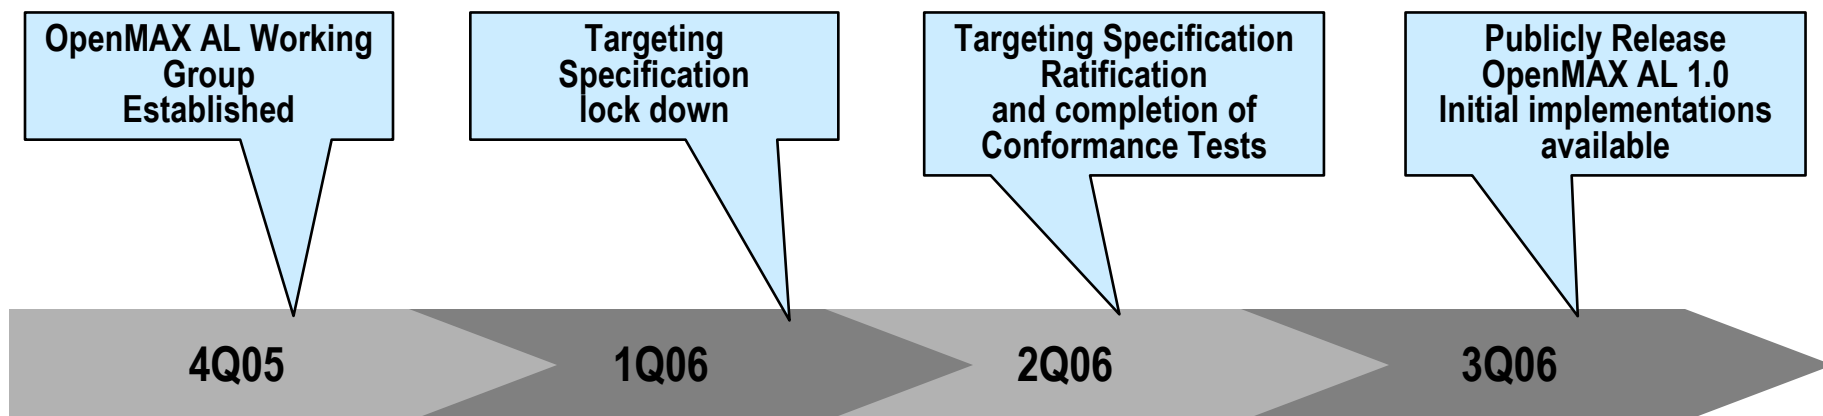 OpenMAX AL Working
Group
Established
Targeting
Specification
lock down
Targeting Specification
Ratification
and completion of
Conformance Tests
Publicly Release
OpenMAX AL 1.0
Initial implementations
available
4Q05
1Q06
2Q06
3Q06